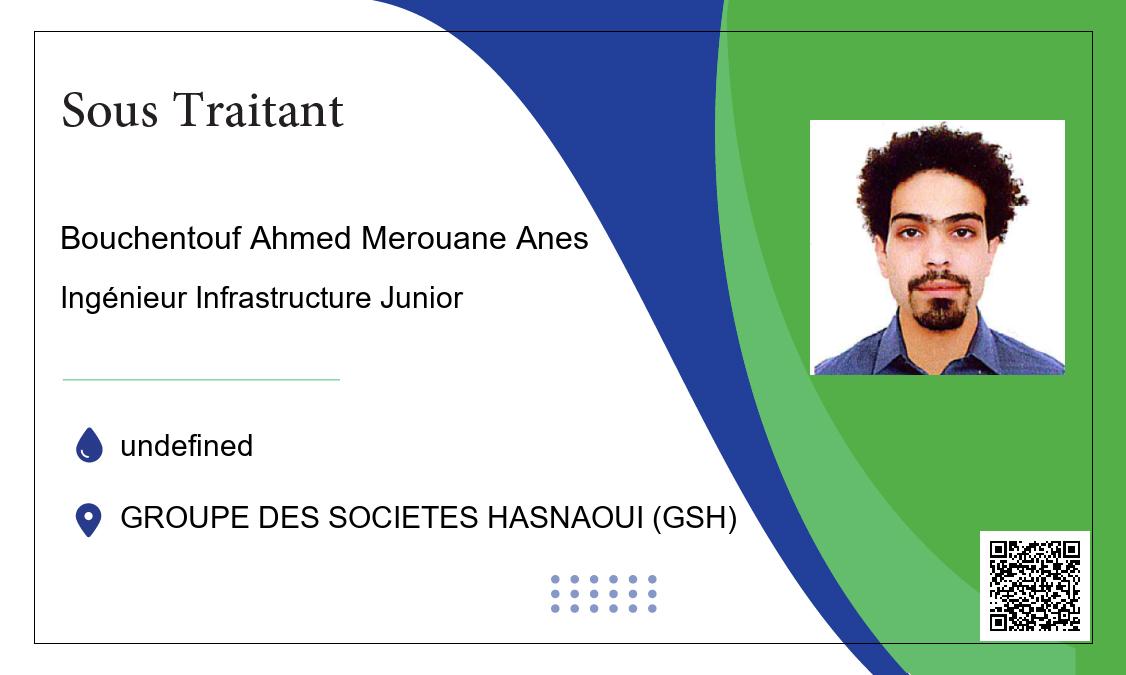 Sous Traitant
Bouchentouf Ahmed Merouane Anes
Ingénieur Infrastructure Junior
undefined
GROUPE DES SOCIETES HASNAOUI (GSH)